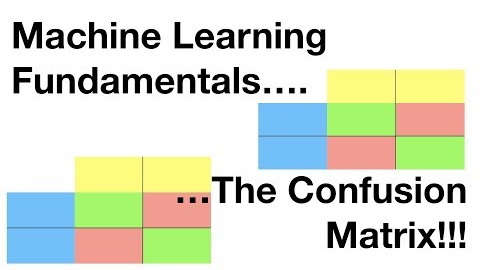 Machine Learning
Fundamentals….
…The Confusion
Matrix!!!